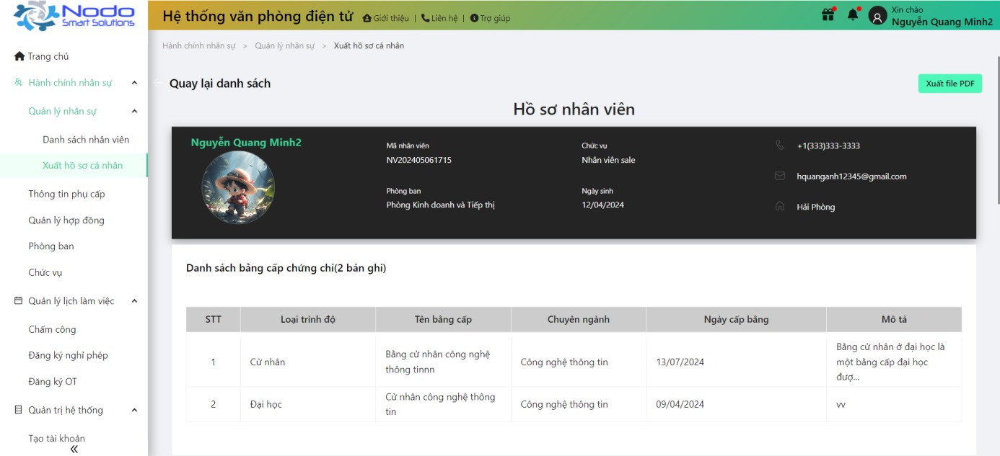 Nodo
Smart Solutions
Hệ thống văn phòng điện tử
Giới thiệu | Liên hệ | Trợ giúp
Xin chào
Nguyễn Quang Minh2
Trang chủ
Hành chính nhân sự
Quản lý nhân sự
Danh sách nhân viên
Xuất hồ sơ cá nhân
Thông tin phụ cấp
Quản lý hợp đồng
Phòng ban
Chức vụ
Quản lý lịch làm việc
Chấm công
Đăng ký nghỉ phép
Đăng ký OT
Quản trị hệ thống
Tạo tài khoản
Hành chính nhân sự > Quản lý nhân sự > Xuất hồ sơ cá nhân
Quay lại danh sách
Xuất file PDF
Hồ sơ nhân viên
Nguyễn Quang Minh2
Mã nhân viên
NV202405061715
Phòng ban
Phòng Kinh doanh và Tiếp thị
Chức vụ
Nhân viên sale
Ngày sinh
12/04/2024
+1(333)333-3333
hquanganh12345@gmail.com
Hải Phòng
Danh sách bằng cấp chứng chỉ(2 bản ghi)
STT Loại trình độ Tên bằng cấp Chuyên ngành Ngày cấp bằng Mô tả
1 Cử nhân Bằng cử nhân công nghệ thông tinnn Công nghệ thông tin 13/07/2024 Bằng cử nhân ở đại học là một bằng cấp đại học đượ...
2 Đại học Cử nhân công nghệ thông tin Công nghệ thông tin 09/04/2024 vv